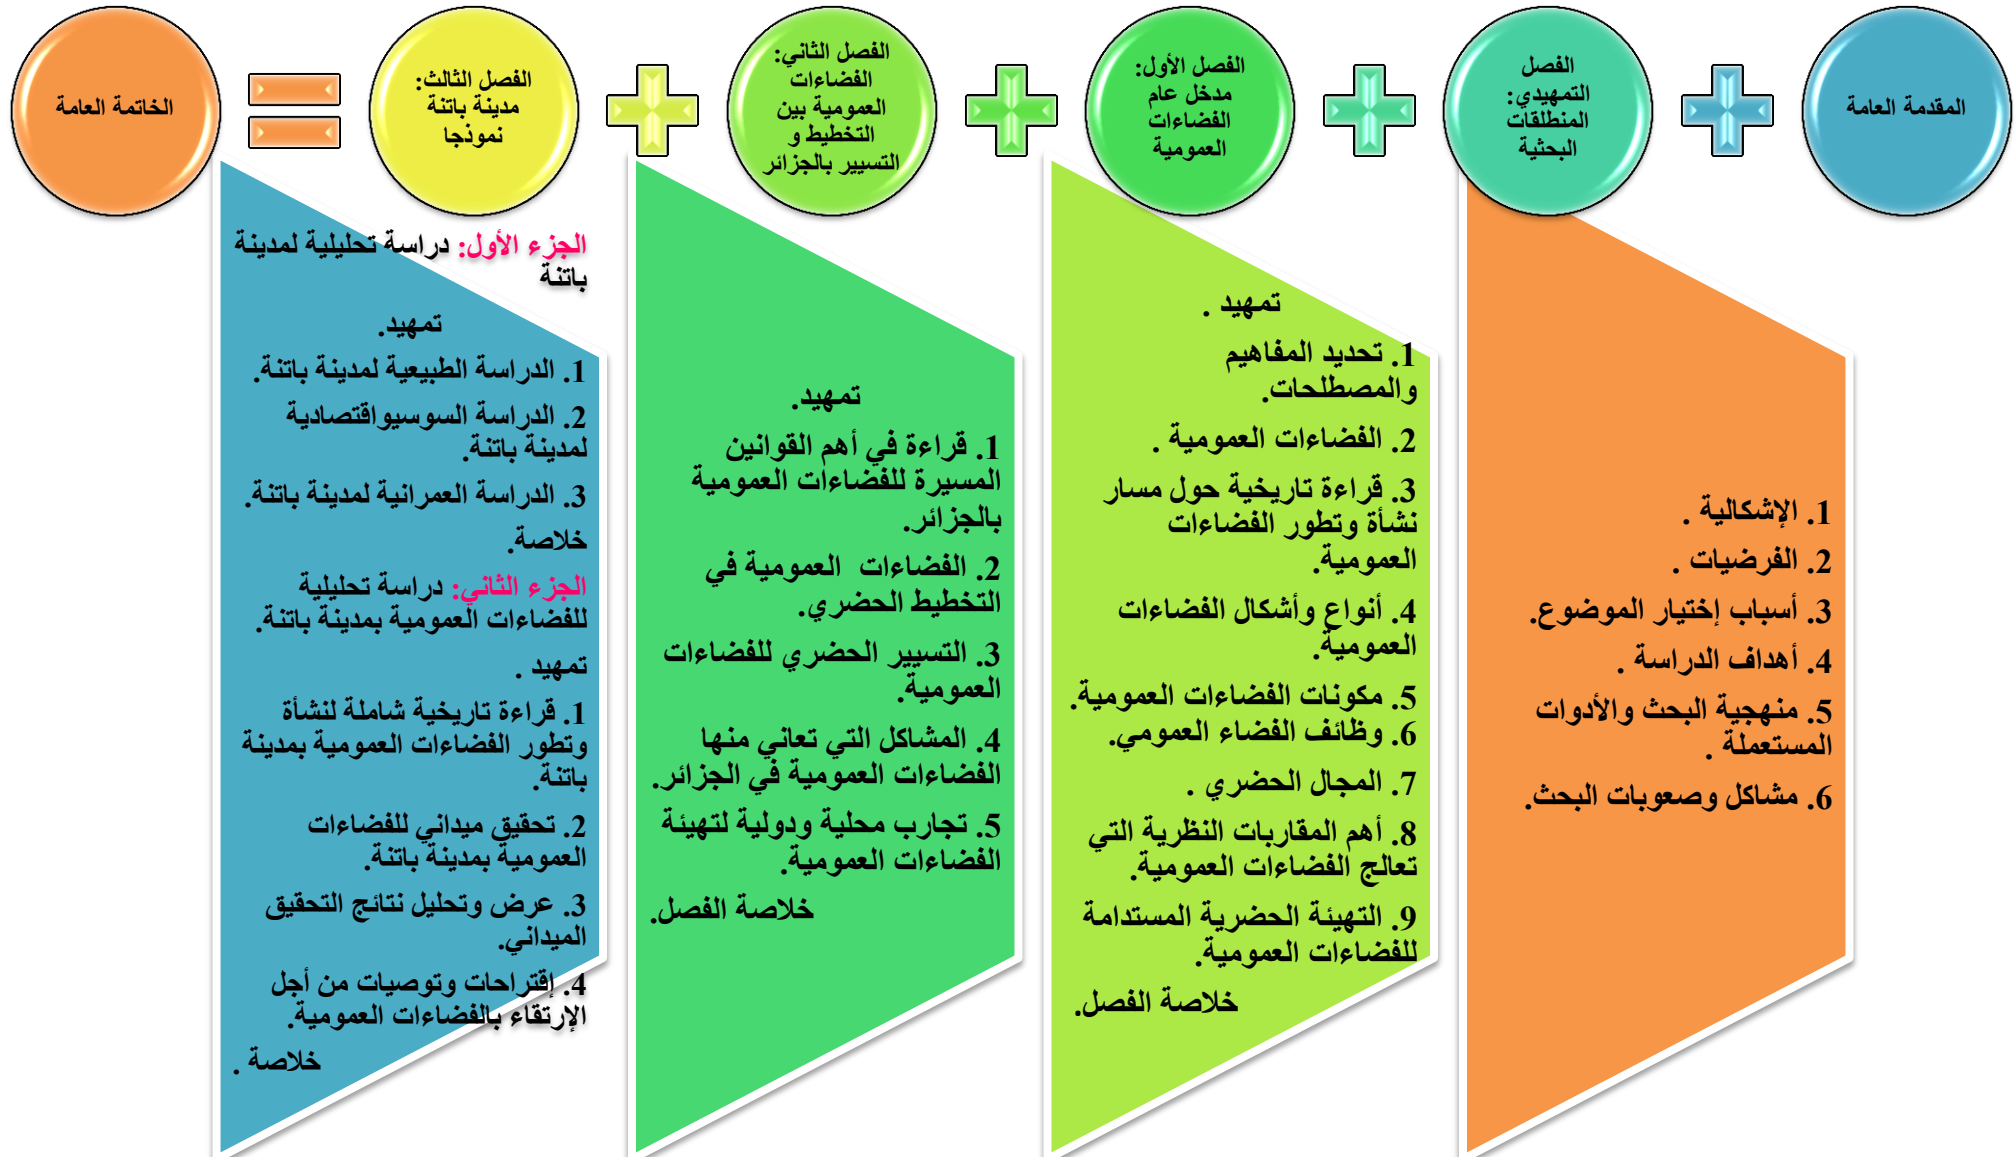 المقدمة العامة
الفصل
التمهيدي:
المنطلقات
البحثية
الفصل الأول:
مدخل عام
الفضاءات
العمومية
الفصل الثاني:
الفضاءات
العمومية بين
التخطيط و
التسيير بالجزائر
الفصل الثالث:
مدينة باتنة
نموذجا
الخاتمة العامة
1. الإشكالية .
2. الفرضيات .
3. أسباب إختيار الموضوع.
4. أهداف الدراسة .
5. منهجية البحث والأدوات
المستعملة .
6. مشاكل وصعوبات البحث.
تمهيد .
1. تحديد المفاهيم
والمصطلحات.
2. الفضاءات العمومية .
3. قراءة تاريخية حول مسار
نشأة وتطور الفضاءات
العمومية.
4. أنواع وأشكال الفضاءات
العمومية.
5. مكونات الفضاءات العمومية.
6. وظائف الفضاء العمومي.
7. المجال الحضري .
8. أهم المقاربات النظرية التي
تعالج الفضاءات العمومية.
9. التهيئة الحضرية المستدامة
للفضاءات العمومية.
خلاصة الفصل.
تمهيد.
1. قراءة في أهم القوانين
المسيرة للفضاءات العمومية
بالجزائر.
2. الفضاءات العمومية في
التخطيط الحضري.
3. التسيير الحضري للفضاءات
العمومية.
4. المشاكل التي تعاني منها
الفضاءات العمومية في الجزائر.
5. تجارب محلية ودولية لتهيئة
الفضاءات العمومية.
خلاصة الفصل.
الجزء الأول: دراسة تحليلية لمدينة
باتنة
تمهيد.
1. الدراسة الطبيعية لمدينة باتنة.
2. الدراسة السوسيواقتصادية
لمدينة باتنة.
3. الدراسة العمرانية لمدينة باتنة.
خلاصة.
الجزء الثاني: دراسة تحليلية
للفضاءات العمومية بمدينة باتنة.
تمهيد .
1. قراءة تاريخية شاملة لنشأة
وتطور الفضاءات العمومية بمدينة
باتنة.
2. تحقيق ميداني للفضاءات
العمومية بمدينة باتنة.
3. عرض وتحليل نتائج التحقيق
الميداني.
4. إقتراحات وتوصيات من أجل
الإرتقاء بالفضاءات العمومية.
خلاصة .